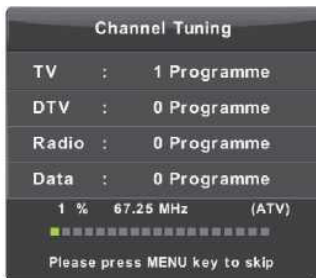 Channel Tuning
TV : 1 Programme
DTV : 0 Programme
Radio : 0 Programme
Data : 0 Programme
1 % 67.25 MHz (ATV)
Please press MENU key to skip